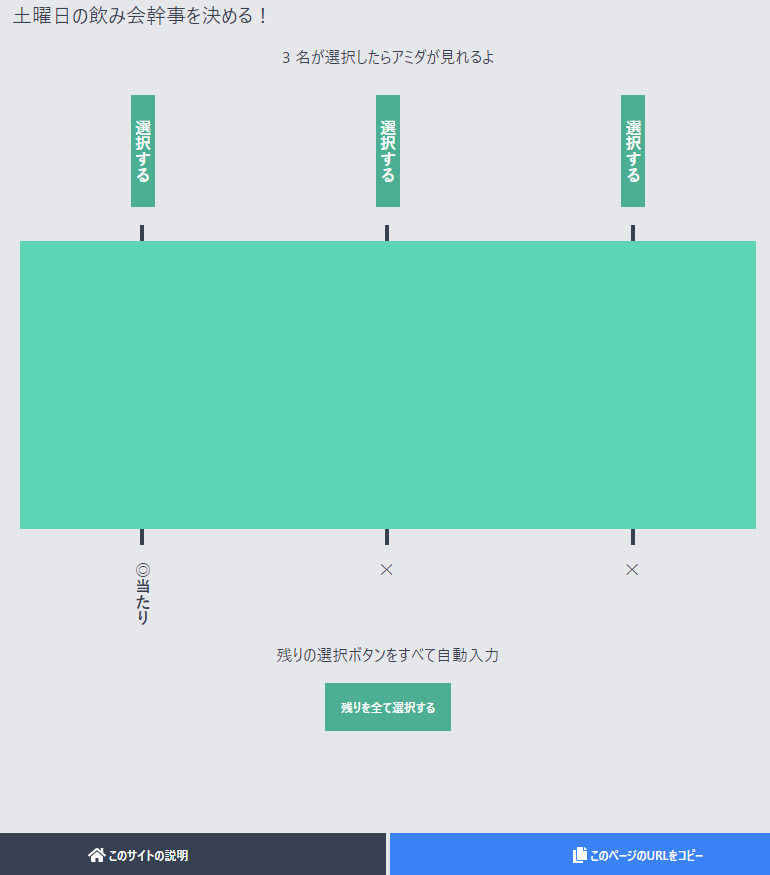 土曜日の飲み会幹事を決める！
3 名が選択したらアミダが見れるよ
選択する
選択する
選択する
◎当たり
×
×
残りの選択ボタンをすべて自動入力
残りを全て選択する
このサイトの説明
このページのURLをコピー